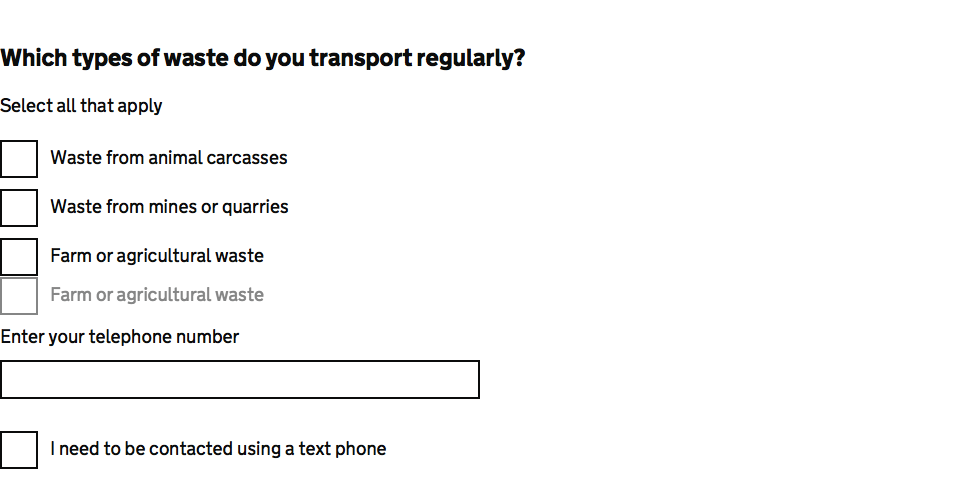 Which types of waste do you transport regularly?
Select all that apply
Waste from animal carcasses
Waste from mines or quarries
Farm or agricultural waste
Farm or agricultural waste
Enter your telephone number
I need to be contacted using a text phone